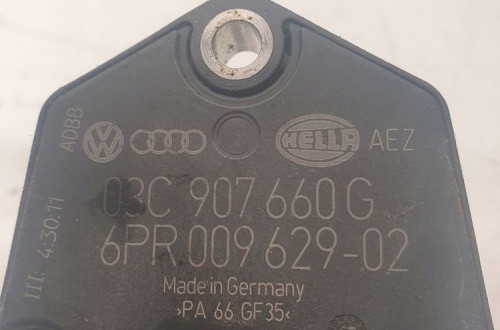 ADBB
HELLA AEZ
03C 907 660 G
6PR.009 629-02
III: 4:30:11
Made in Germany
>PA 66 GF35<